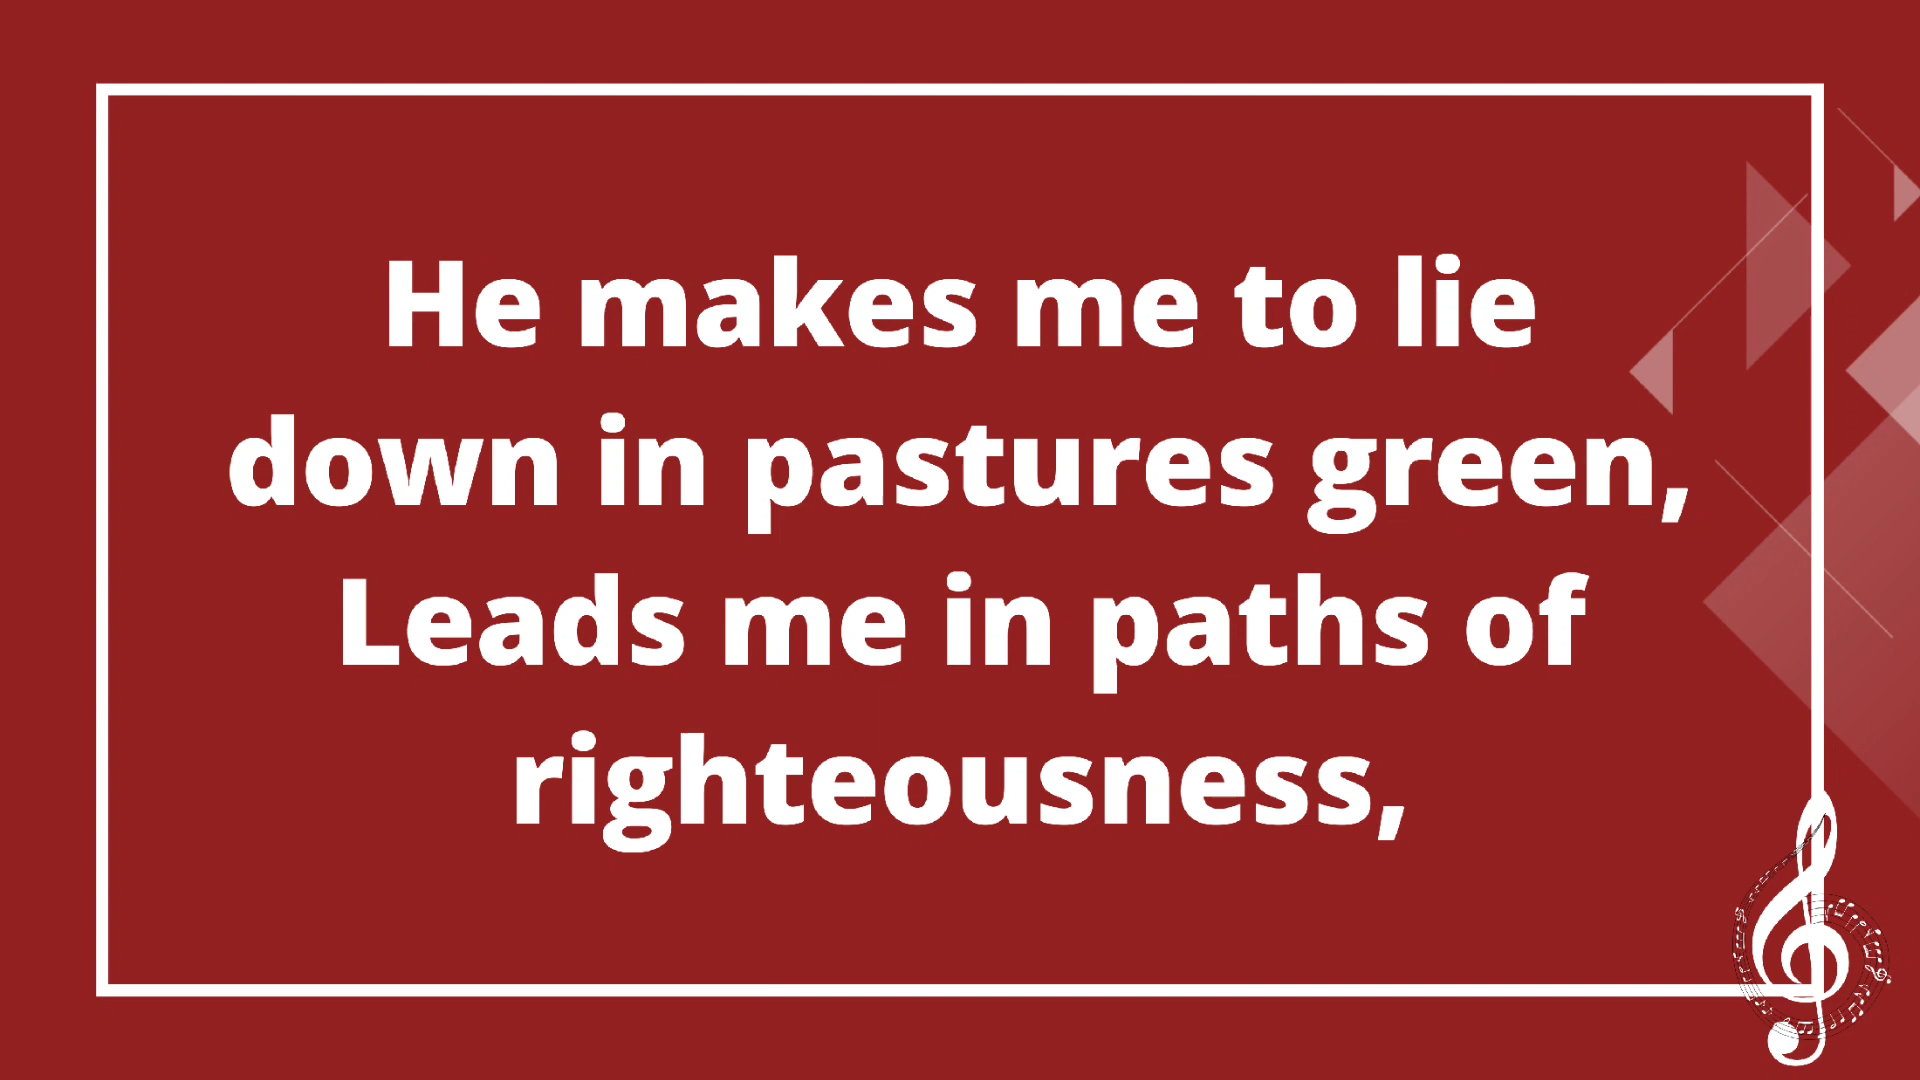 He makes me to lie
down in pastures green,
Leads me in paths of
righteousness,